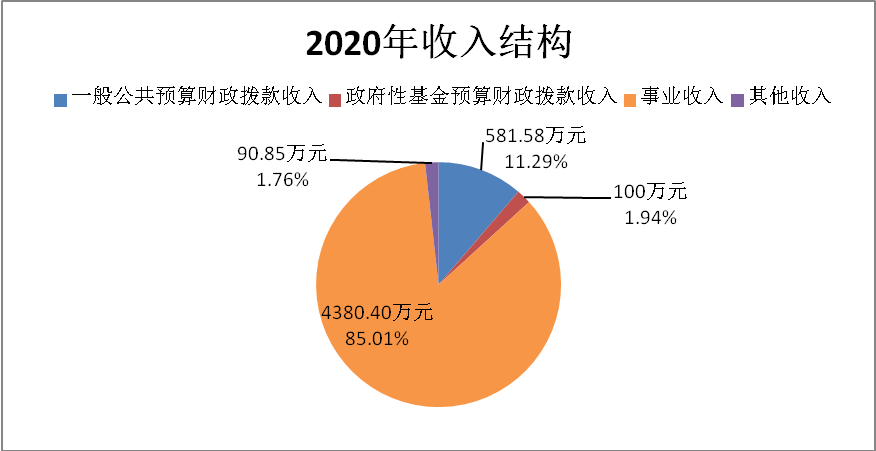 2020年收入结构
一般公共预算财政拨款收入 政府性基金预算财政拨款收入 事业收入 其他收入
581.58万元
11.29%
90.85万元
1.76%
100万元
1.94%
4380.40万元
85.01%